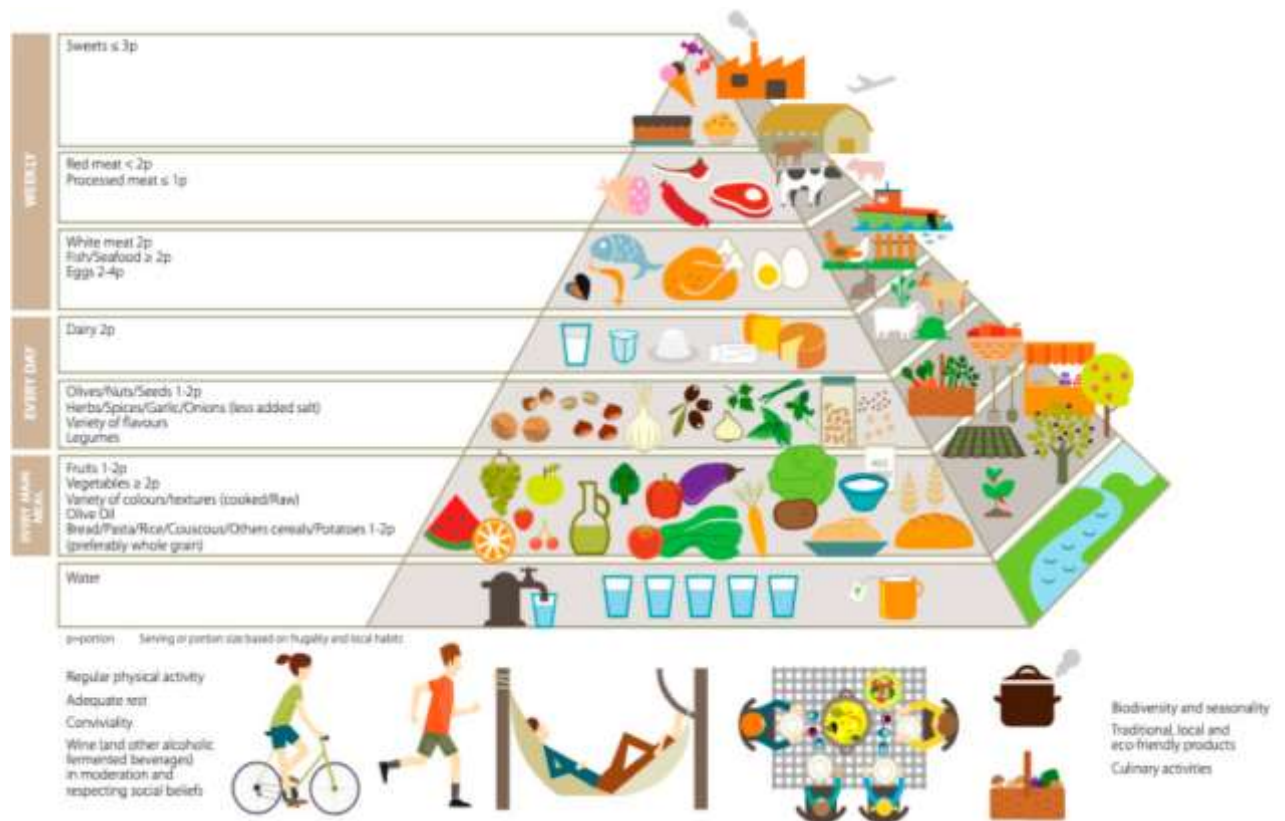 WEEKLY
Sweets ≤ 3p
Red meat < 2p
Processed meat ≤ 1p
White meat 2p
Fish/Seafood ≥ 2p
Eggs 2-4p
EVERY DAY
Dairy 2p
Olives/Nuts/Seeds 1-2p
Herbs/Spices/Garlic/Onions (less added salt)
Variety of flavours
Legumes
EVERY MAIN
MEAL
Fruits 1-2p
Vegetables ≥ 2p
Variety of colours/textures (cooked/Raw)
Olive Oil
Bread/Pasta/Rice/Couscous/Others cereals/Potatoes 1-2p
(preferably whole grain)
Water
p=portion Serving or portion size based on frugality and local habits
Regular physical activity
Adequate rest
Conviviality
Wine (and other alcoholic
fermented beverages)
in moderation and
respecting social beliefs
Biodiversity and seasonality
Traditional, local and
eco-friendly products
Culinary activities